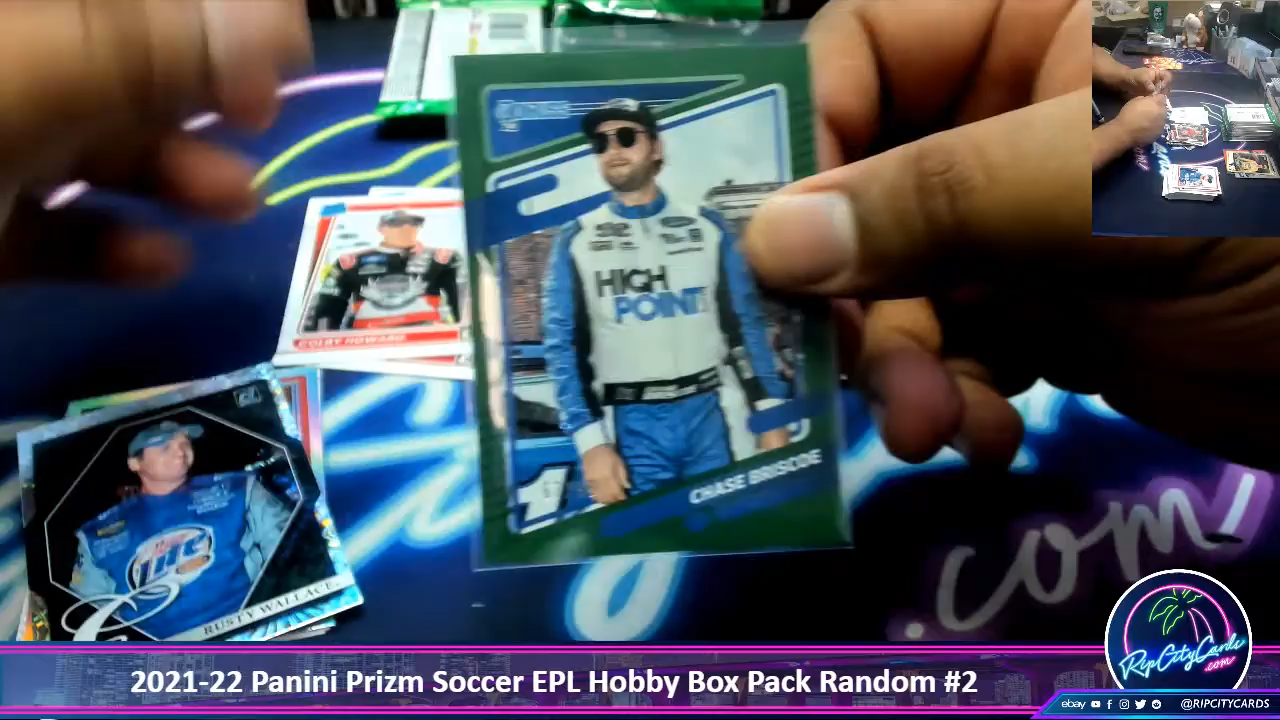 HIGH
POINT
CHASE BRISCOE
COLBY HOWARD
Lite
RUSTY WALLACE
.com
RipCityCards
.com
2021-22 Panini Prizm Soccer EPL Hobby Box Pack Random #2
ebay
@RIPCITYCARDS